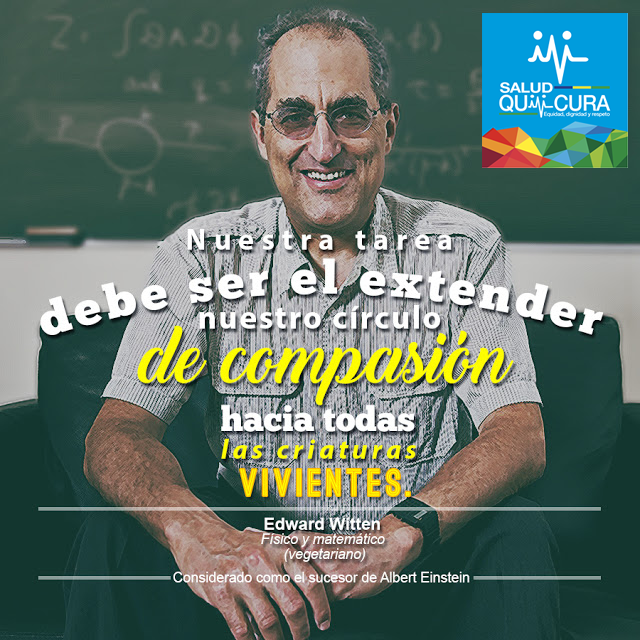 SALUD
QUILICURA
Equidad, dignidad y respeto
Nuestra tarea
debe ser el extender
nuestro círculo
de compasión
hacia todas
las criaturas
VIVIENTES.
Edward Witten
Físico y matemático
(vegetariano)
Considerado como el sucesor de Albert Einstein